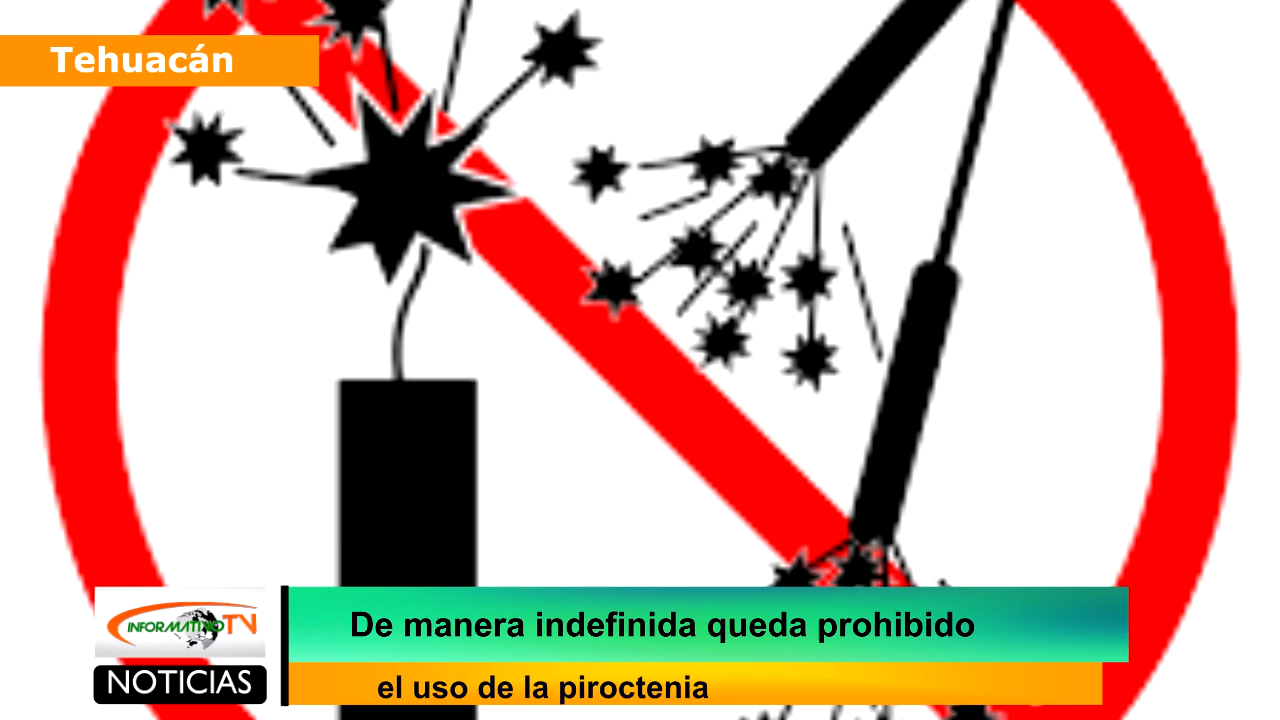 Tehuacán
De manera indefinida queda prohibido
el uso de la piroctenia
INFORMATIVO TV
NOTICIAS